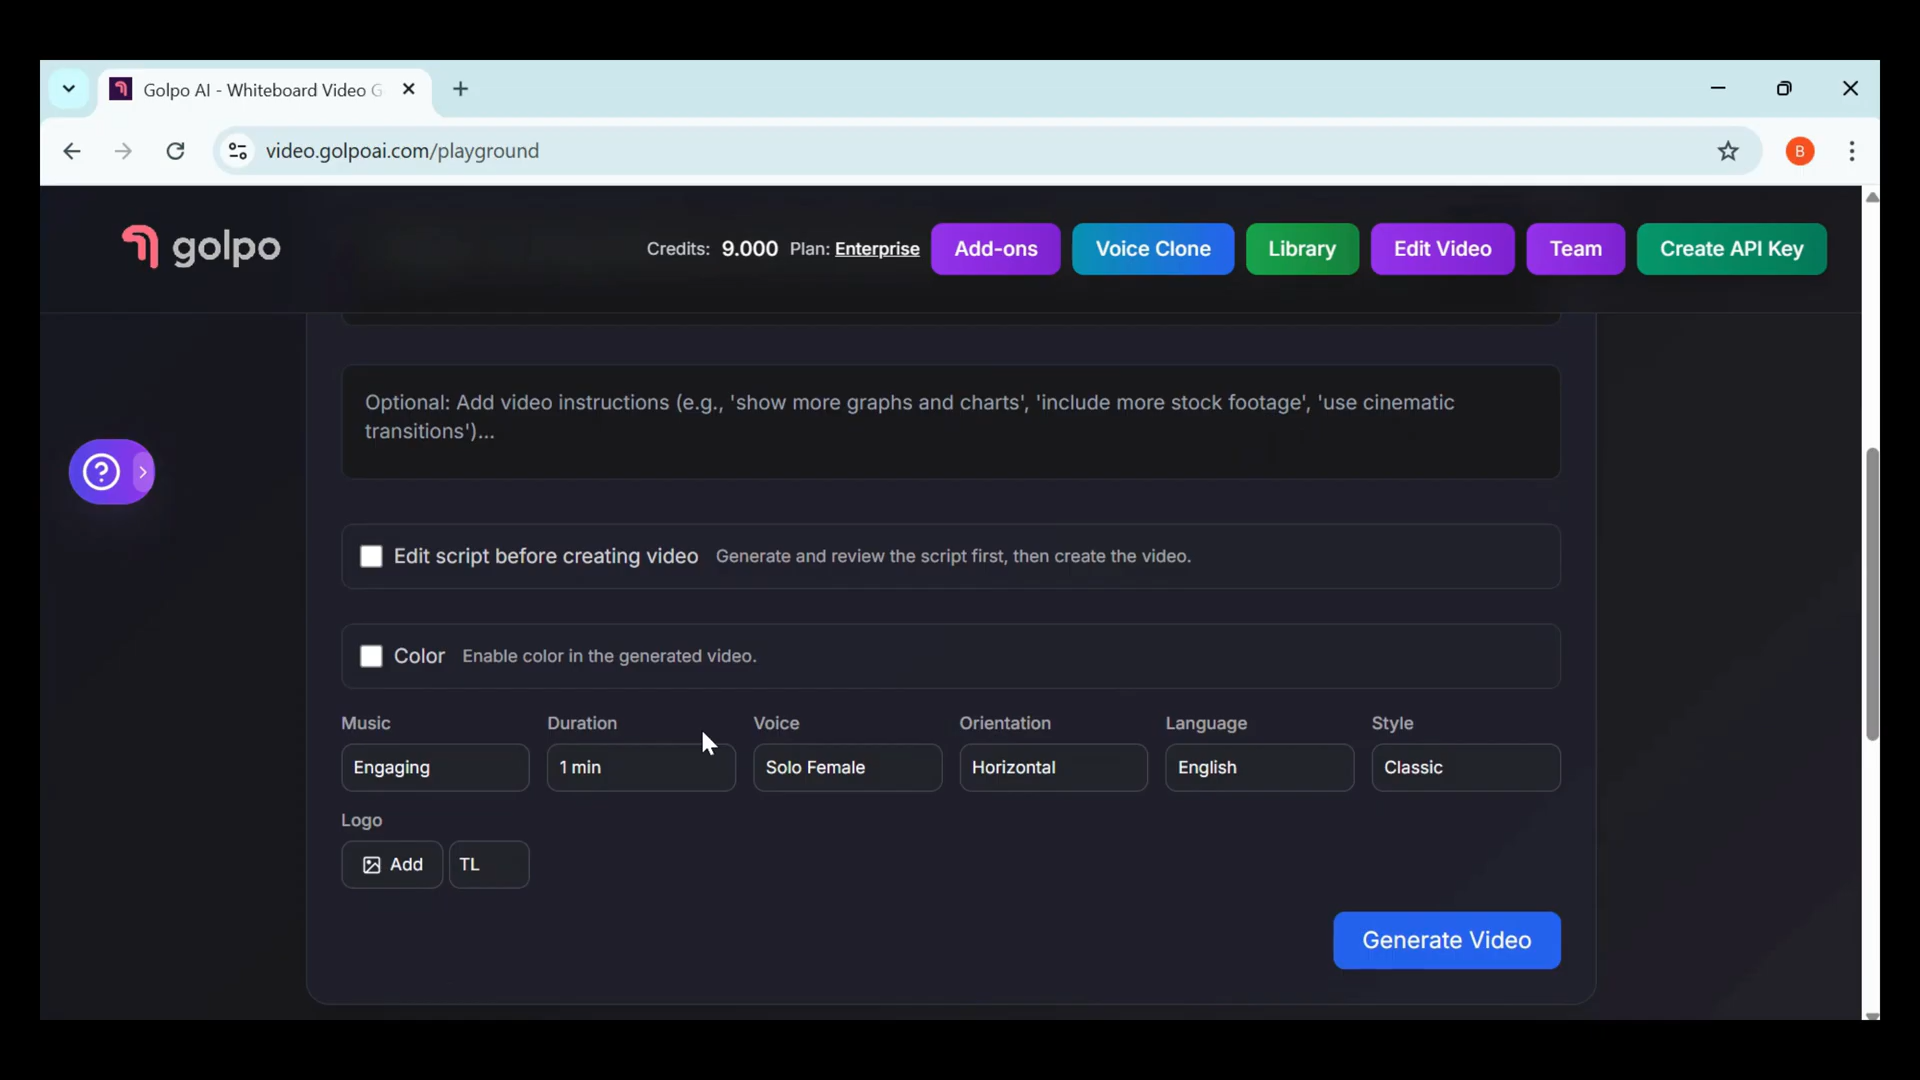 Golpo AI - Whiteboard Video G
video.golpoai.com/playground
B
golpo
Credits: 9.000 Plan: Enterprise
Add-ons
Voice Clone
Library
Edit Video
Team
Create API Key
Optional: Add video instructions (e.g., 'show more graphs and charts', 'include more stock footage', 'use cinematic
transitions')...
Edit script before creating video Generate and review the script first, then create the video.
Color Enable color in the generated video.
Music Duration Voice Orientation Language Style
Engaging 1 min Solo Female Horizontal English Classic
Logo
Add TL
Generate Video